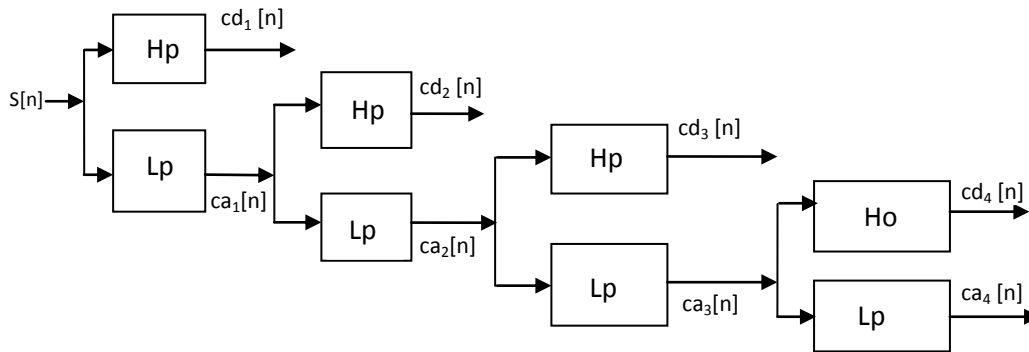 cd₁ [n]
Hp
S[n]
cd₂ [n]
Hp
Lp
ca₁[n]
cd₃ [n]
Hp
Lp
ca₂[n]
cd₄ [n]
Ho
Lp
ca₃[n]
ca₄ [n]
Lp